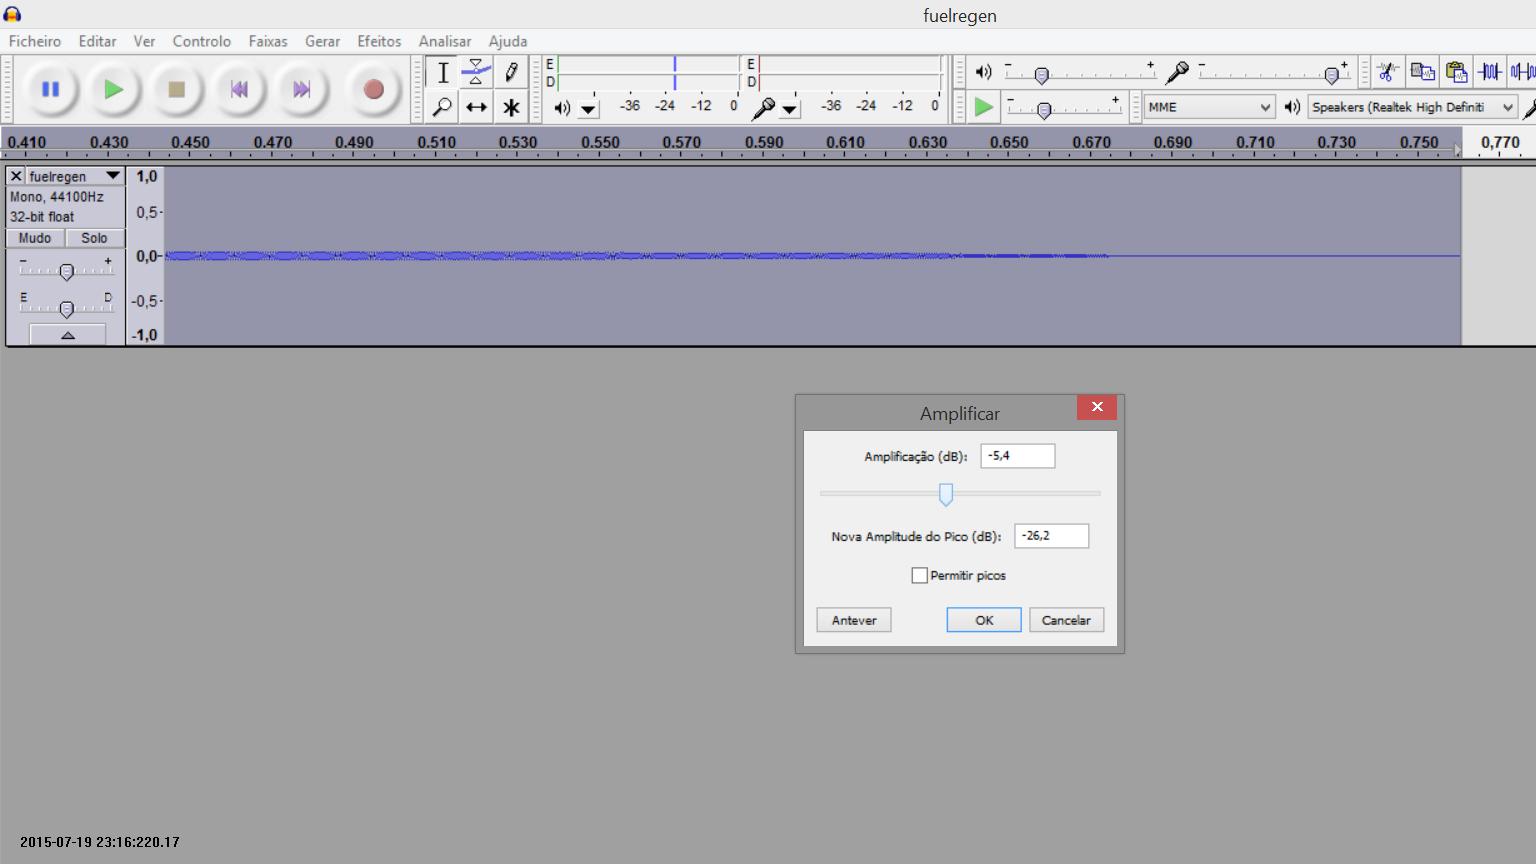 fuelregen
Ficheiro Editar Ver Controlo Faixas Gerar Efeitos Analisar Ajuda
E
D
-36 -24 -12 0
E
D
-36 -24 -12 0
- +
- +
- +
MME
Speakers (Realtek High Definiti
0.410 0.430 0.450 0.470 0.490 0.510 0.530 0.550 0.570 0.590 0.610 0.630 0.650 0.670 0.690 0.710 0.730 0.750 0,770
fuelregen
Mono, 44100Hz
32-bit float
Mudo Solo
- +
E D
1,0
0,5-
0,0-
-0,5-
-1,0
Amplificar
Amplificação (dB): -5,4
Nova Amplitude do Pico (dB): -26,2
Permitir picos
Antever OK Cancelar
2015-07-19 23:16:220.17